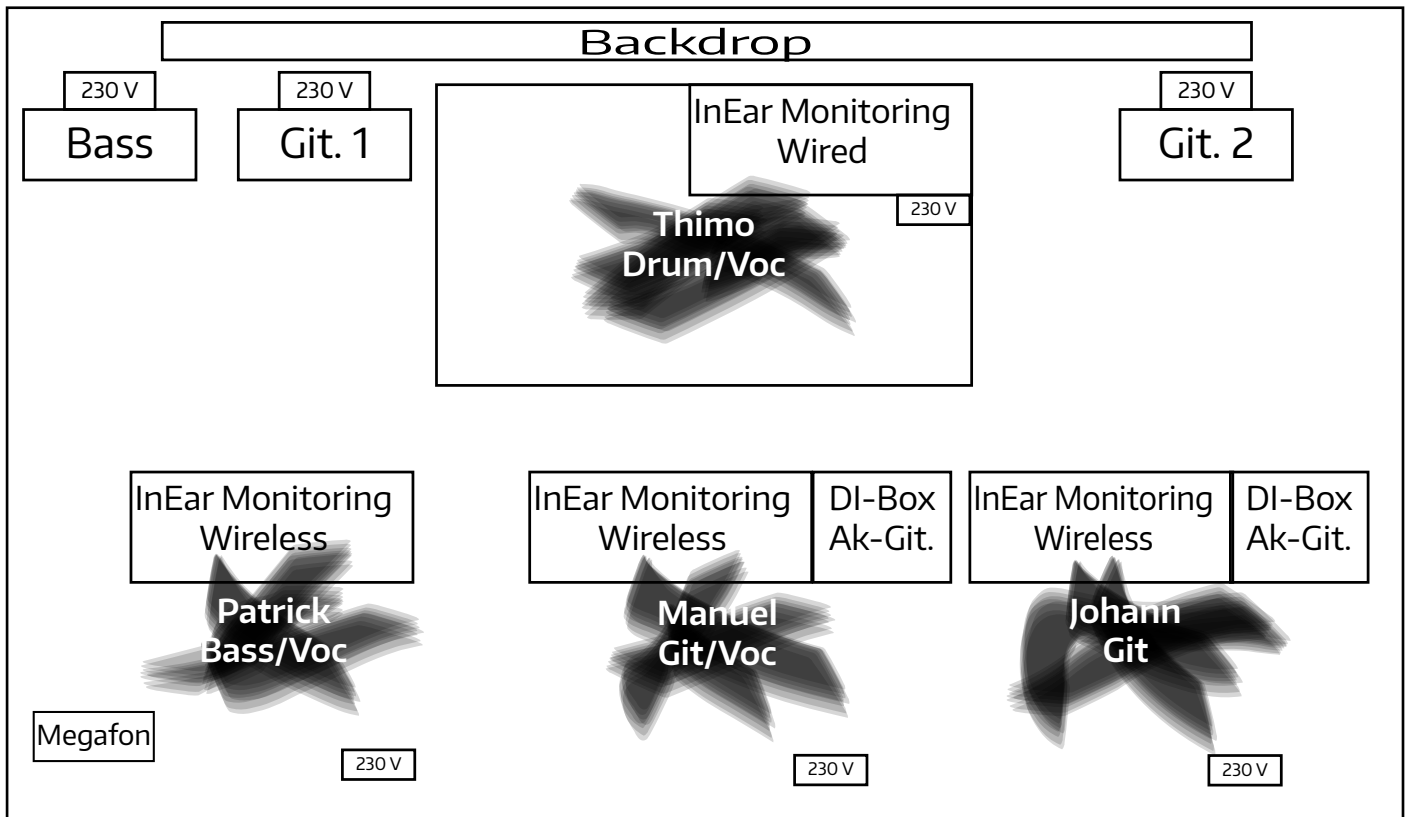 Backdrop
230 V
Bass
230 V
Git. 1
InEar Monitoring
Wired
230 V
Thimo
Drum/Voc
230 V
Git. 2
InEar Monitoring
Wireless
Patrick
Bass/Voc
InEar Monitoring
Wireless
DI-Box
Ak-Git.
Manuel
Git/Voc
InEar Monitoring
Wireless
DI-Box
Ak-Git.
Johann
Git
Megafon
230 V
230 V
230 V